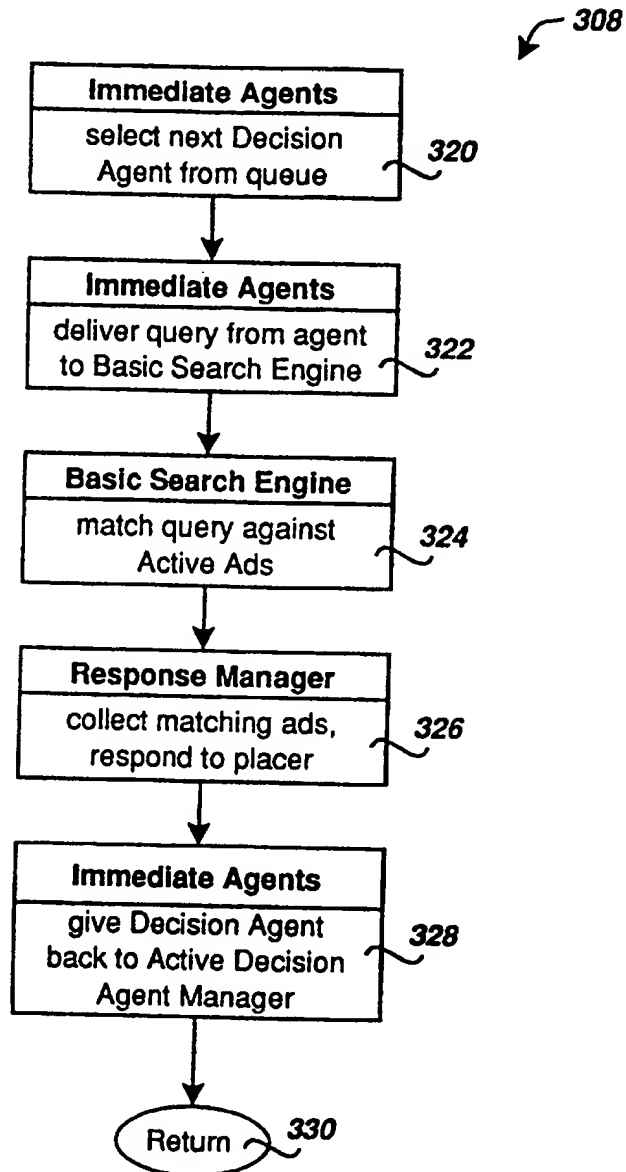 308
Immediate Agents
select next Decision
Agent from queue
320
Immediate Agents
deliver query from agent
to Basic Search Engine
322
Basic Search Engine
match query against
Active Ads
324
Response Manager
collect matching ads,
respond to placer
326
Immediate Agents
give Decision Agent
back to Active Decision
Agent Manager
328
Return
330